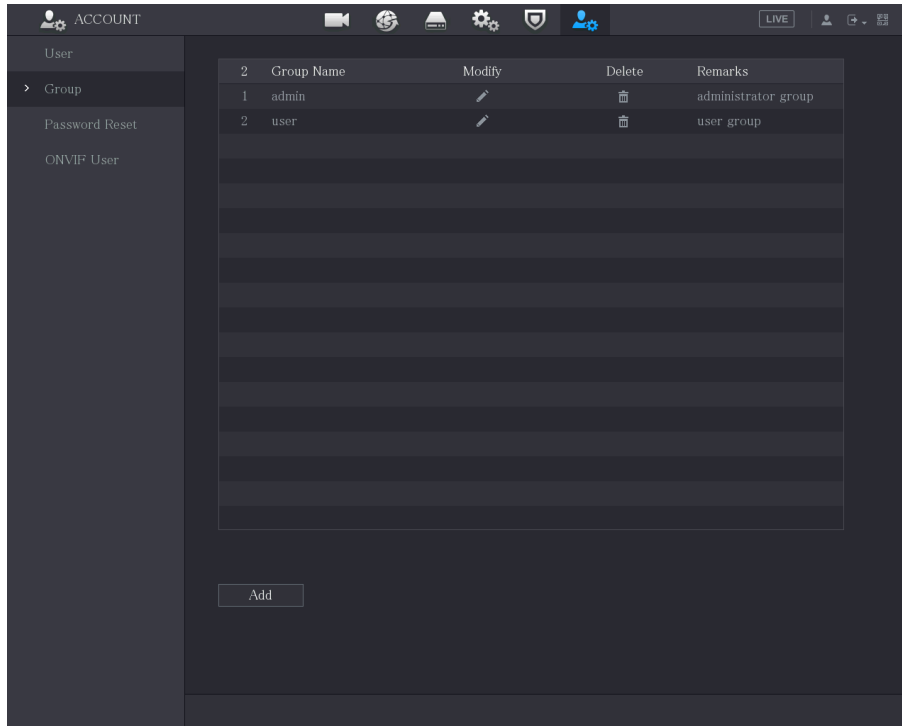 ACCOUNT LIVE
User
Group
Password Reset
ONVIF User
2 Group Name Modify Delete Remarks
1 admin administrator group
2 user user group
Add